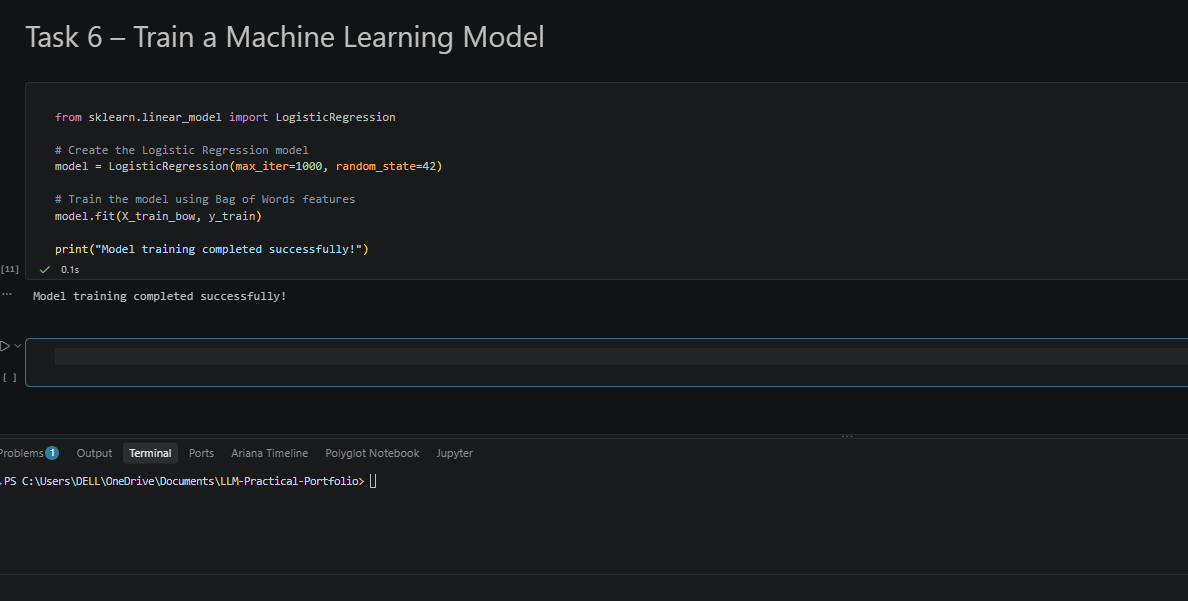 Task 6 – Train a Machine Learning Model
from sklearn.linear_model import LogisticRegression
# Create the Logistic Regression model
model = LogisticRegression(max_iter=1000, random_state=42)
# Train the model using Bag of Words features
model.fit(X_train_bow, y_train)
print("Model training completed successfully!")
[11] ✓ 0.1s
... Model training completed successfully!
[ ]
Problems 1 Output Terminal Ports Ariana Timeline Polyglot Notebook Jupyter
PS C:\Users\DELL\OneDrive\Documents\LLM-Practical-Portfolio>